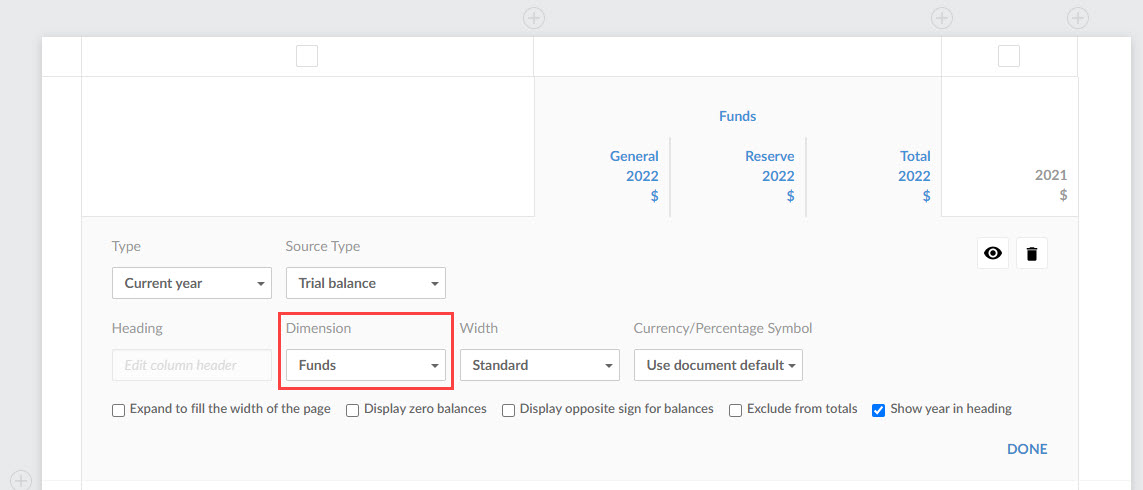 Funds
General Reserve Total
2022 2022 2022 2021
$ $ $ $
Type Source Type
Current year Trial balance
Heading Dimension Width Currency/Percentage Symbol
Edit column header Funds Standard Use document default
Expand to fill the width of the page Display zero balances Display opposite sign for balances Exclude from totals Show year in heading
DONE